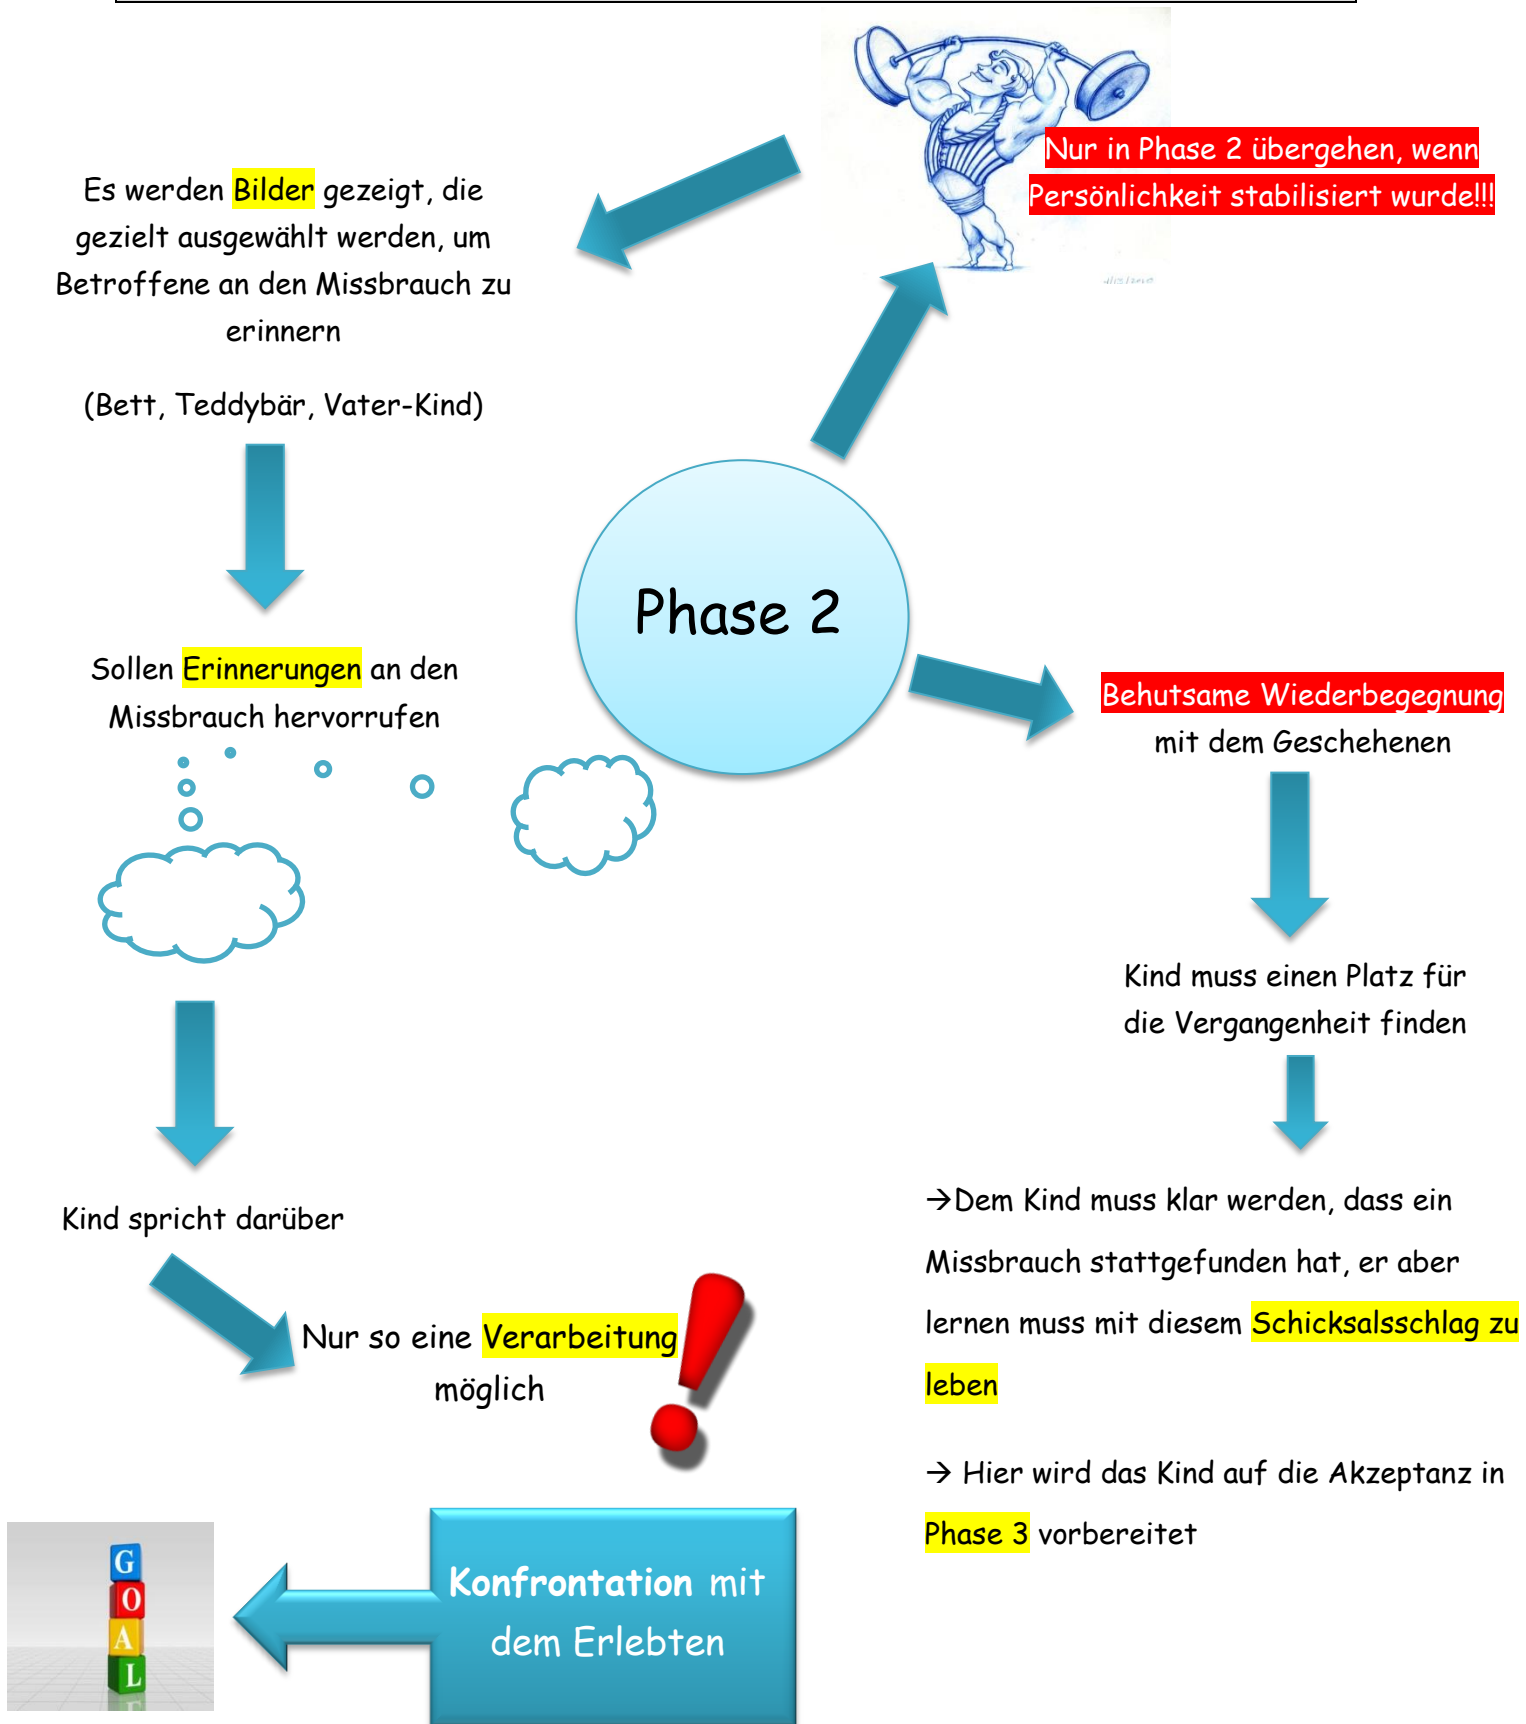 Nur in Phase 2 übergehen, wenn
Persönlichkeit stabilisiert wurde!!!
Es werden Bilder gezeigt, die
gezielt ausgewählt werden, um
Betroffene an den Missbrauch zu
erinnern
(Bett, Teddybär, Vater-Kind)
Phase 2
Sollen Erinnerungen an den
Missbrauch hervorrufen
Behutsame Wiederbegegnung
mit dem Geschehenen
Kind muss einen Platz für
die Vergangenheit finden
Kind spricht darüber
Nur so eine Verarbeitung
möglich
→Dem Kind muss klar werden, dass ein
Missbrauch stattgefunden hat, er aber
lernen muss mit diesem Schicksalsschlag zu
leben
→ Hier wird das Kind auf die Akzeptanz in
Phase 3 vorbereitet
Konfrontation mit
dem Erlebten
G
O
A
L